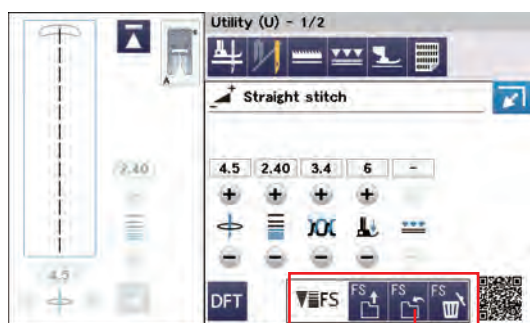 Utility (U) - 1/2
A
Straight stitch
2.40
4.5 2.40 3.4 6 -
4.5
DFT FS FS FS FS